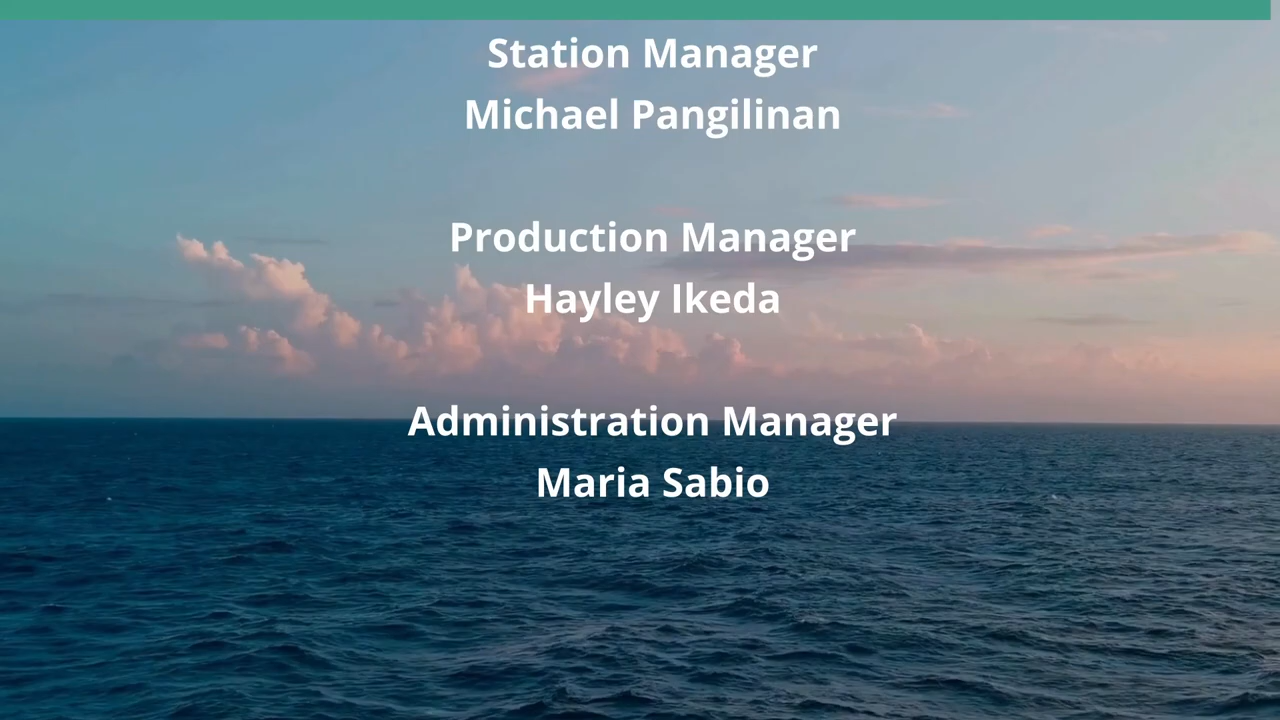 Station Manager
Michael Pangilinan
Production Manager
Hayley Ikeda
Administration Manager
Maria Sabio